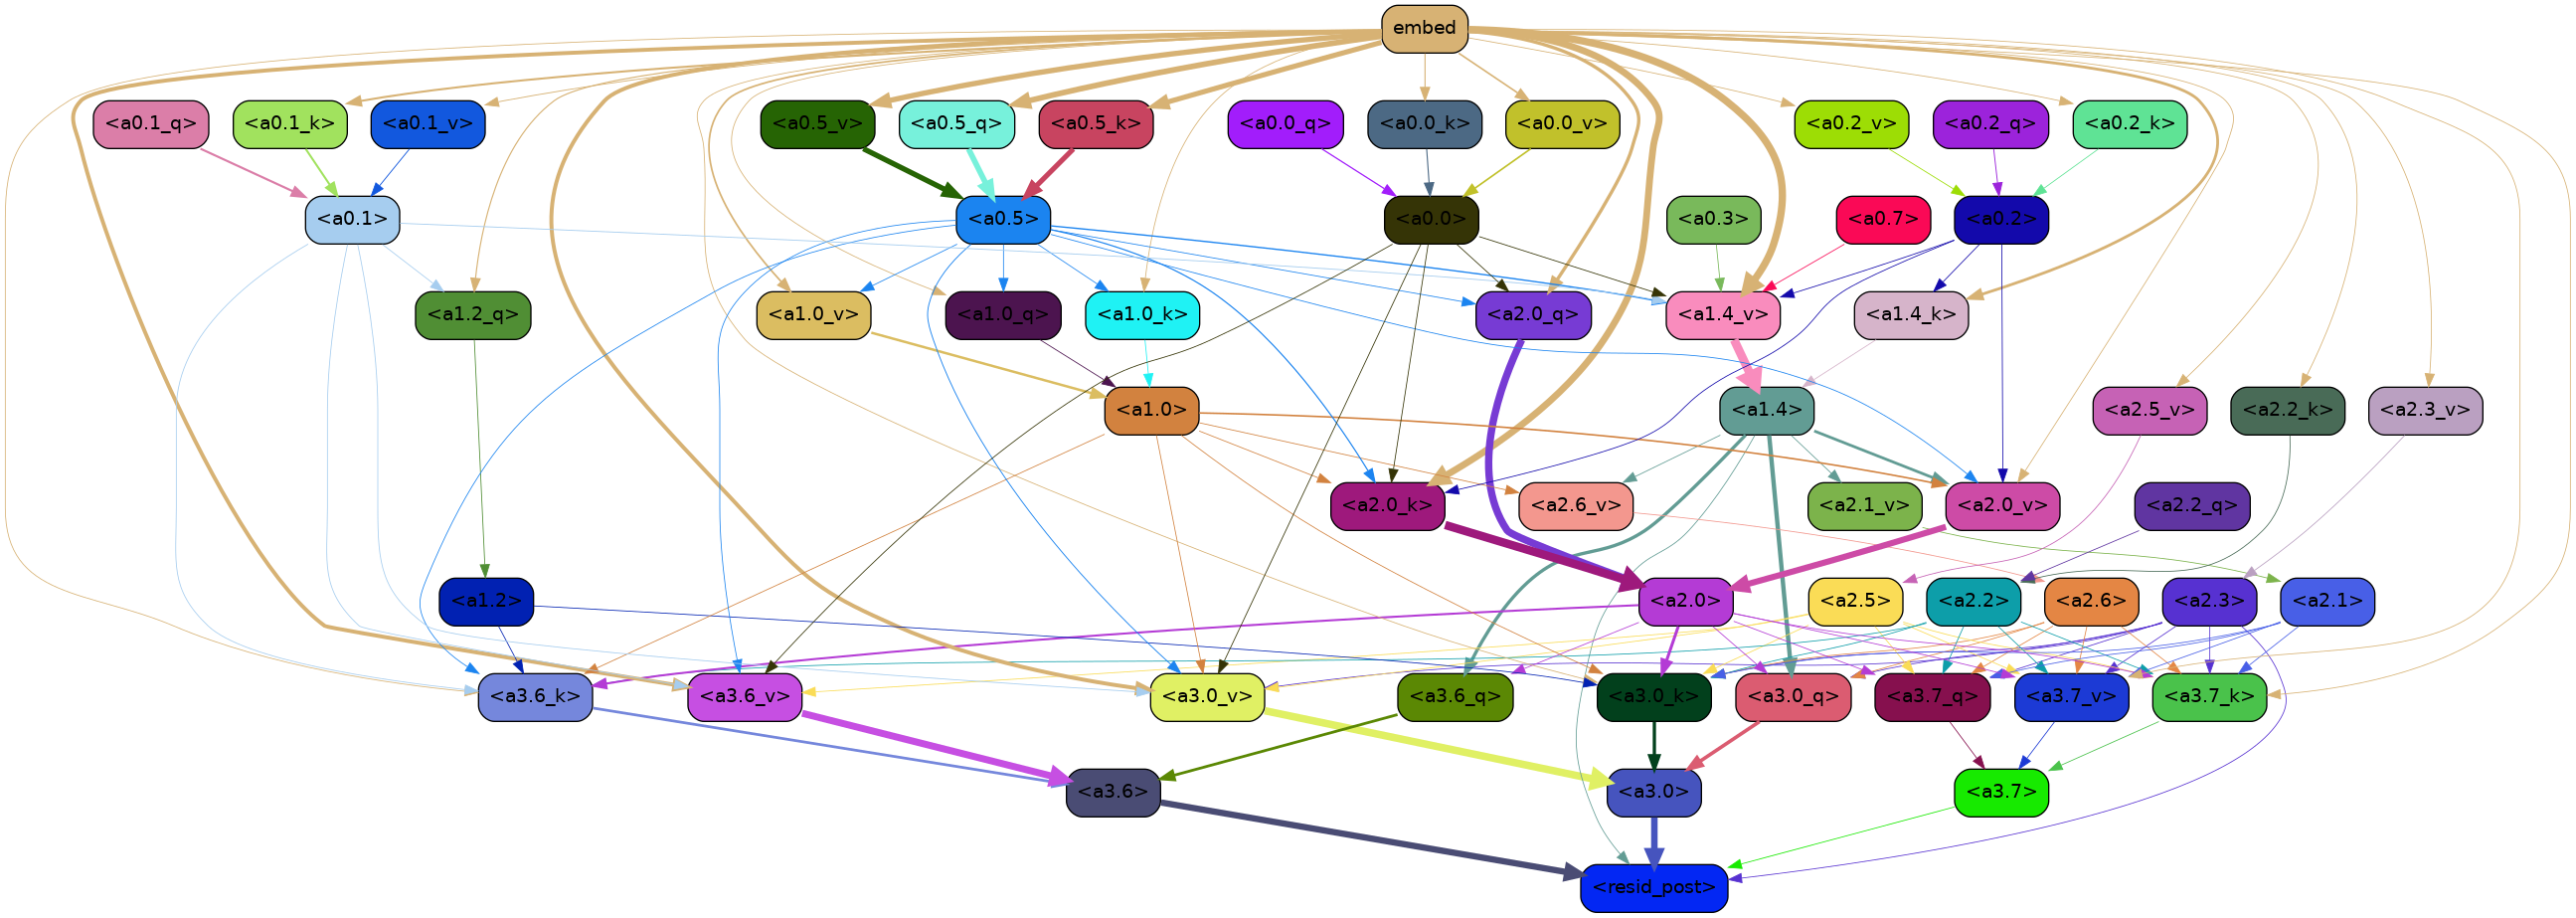 embed
<a0.1_q> <a0.1_k> <a0.1_v> <a0.5_v> <a0.5_q> <a0.5_k> <a0.0_q> <a0.0_k> <a0.0_v> <a0.2_v> <a0.2_q> <a0.2_k>
<a0.1> <a0.5> <a0.0> <a0.3> <a0.7> <a0.2>
<a1.2_q> <a1.0_v> <a1.0_q> <a1.0_k> <a2.0_q> <a1.4_v> <a1.4_k>
<a1.0> <a1.4> <a2.5_v> <a2.2_k> <a2.3_v>
<a2.0_k> <a2.6_v> <a2.1_v> <a2.0_v> <a2.2_q>
<a1.2> <a2.0> <a2.5> <a2.2> <a2.6> <a2.3> <a2.1>
<a3.6_k> <a3.6_v> <a3.0_v> <a3.6_q> <a3.0_k> <a3.0_q> <a3.7_q> <a3.7_v> <a3.7_k>
<a3.6> <a3.0> <a3.7>
<resid_post>